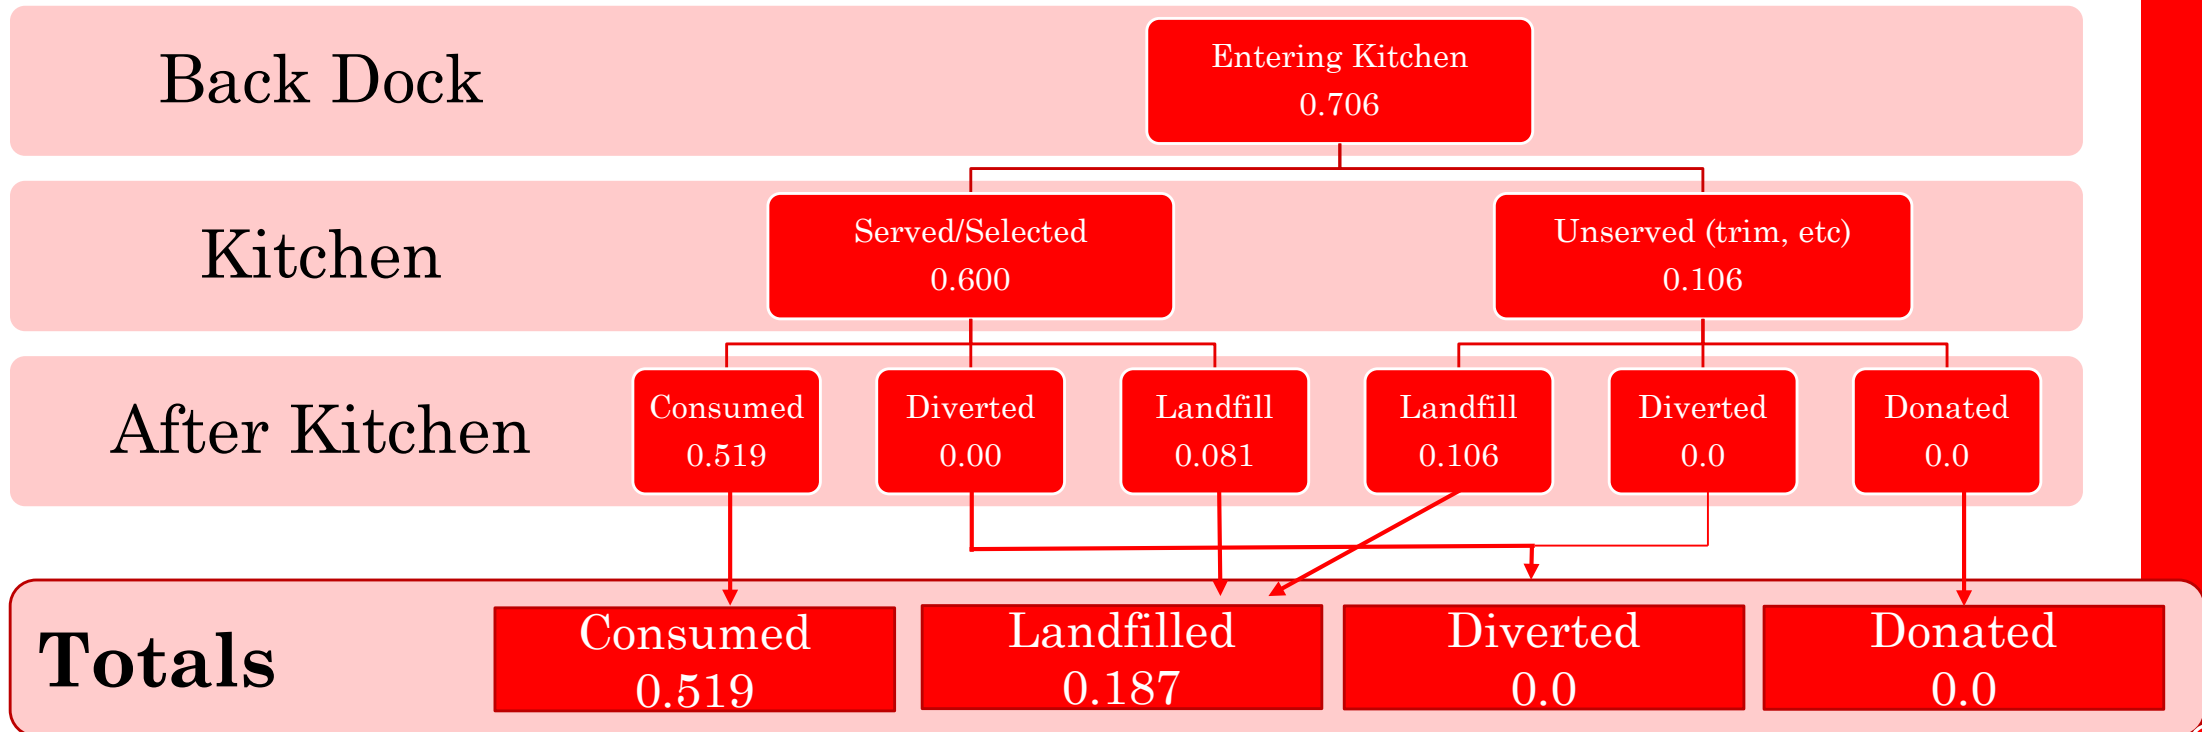 Back Dock
Entering Kitchen
0.706
Kitchen
Served/Selected
0.600
Unserved (trim, etc)
0.106
After Kitchen
Consumed
0.519
Diverted
0.00
Landfill
0.081
Landfill
0.106
Diverted
0.0
Donated
0.0
Totals
Consumed
0.519
Landfilled
0.187
Diverted
0.0
Donated
0.0